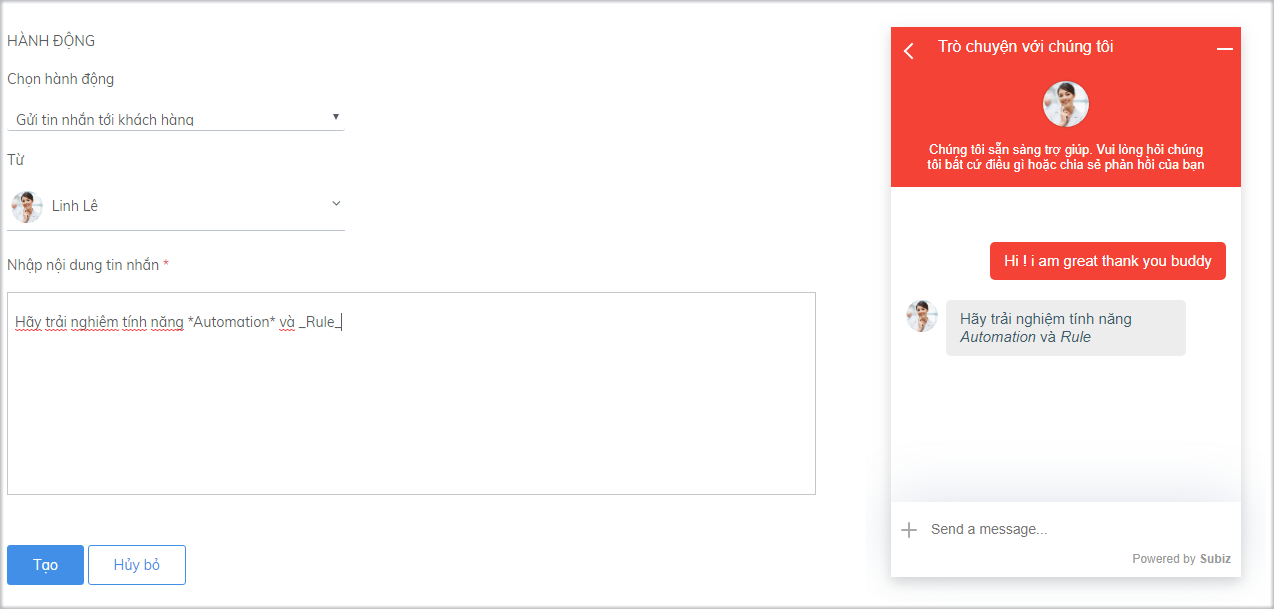 HÀNH ĐỘNG
Chọn hành động
Gửi tin nhắn tới khách hàng
Từ
Linh Lê
Nhập nội dung tin nhắn *
Hãy trải nghiêm tính năng *Automation* và _Rule_
Tạo
Hủy bỏ
Trò chuyện với chúng tôi
Chúng tôi sẵn sàng trợ giúp. Vui lòng hỏi chúng
tôi bất cứ điều gì hoặc chia sẻ phản hồi của bạn
Hi ! i am great thank you buddy
Hãy trải nghiệm tính năng
Automation và Rule
Send a message...
Powered by Subiz